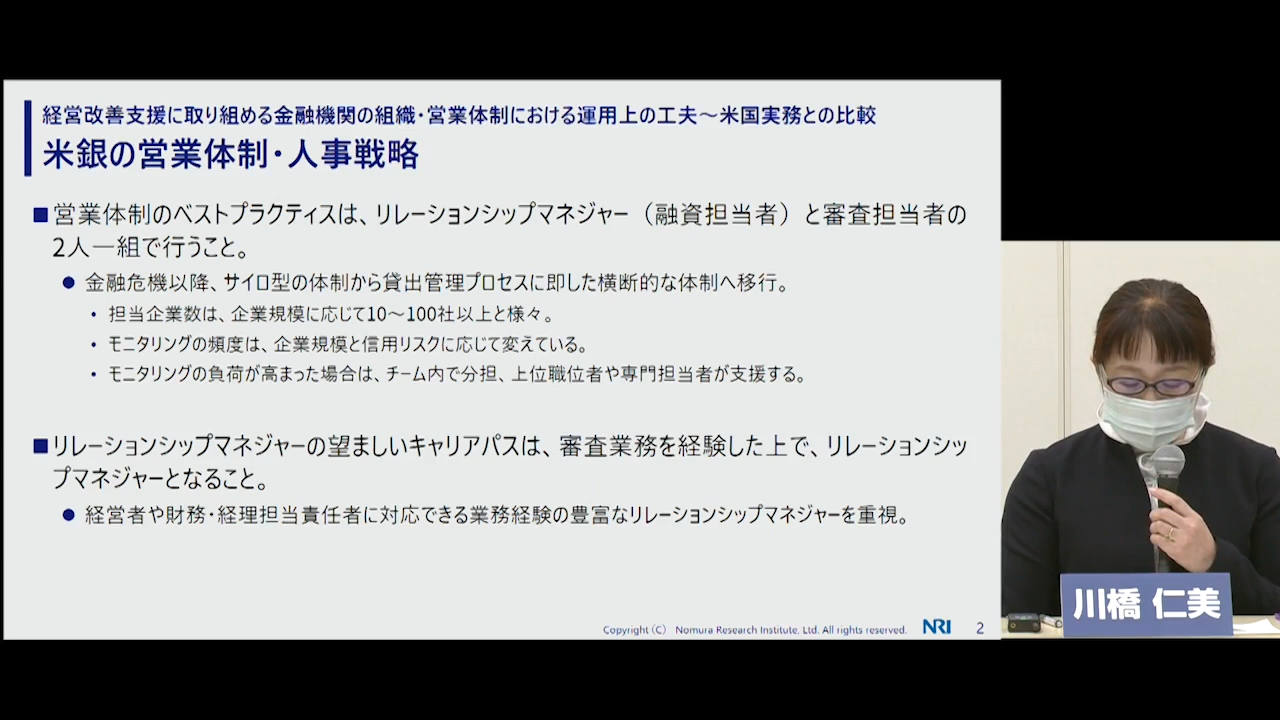 経営改善支援に取り組める金融機関の組織・営業体制における運用上の工夫～米国実務との比較
米銀の営業体制・人事戦略
■営業体制のベストプラクティスは、リレーションシップマネジャー（融資担当者）と審査担当者の
2人一組で行うこと。
● 金融危機以降、サイロ型の体制から貸出管理プロセスに即した横断的な体制へ移行。
・ 担当企業数は、企業規模に応じて10～100社以上と様々。
・ モニタリングの頻度は、企業規模と信用リスクに応じて変えている。
・ モニタリングの負荷が高まった場合は、チーム内で分担、上位職位者や専門担当者が支援する。
■リレーションシップマネジャーの望ましいキャリアパスは、審査業務を経験した上で、リレーションシッ
プマネジャーとなること。
● 経営者や財務・経理担当責任者に対応できる業務経験の豊富なリレーションシップマネジャーを重視。
Copyright（C） Nomura Research Institute, Ltd. All rights reserved. NRI 2
川橋 仁美